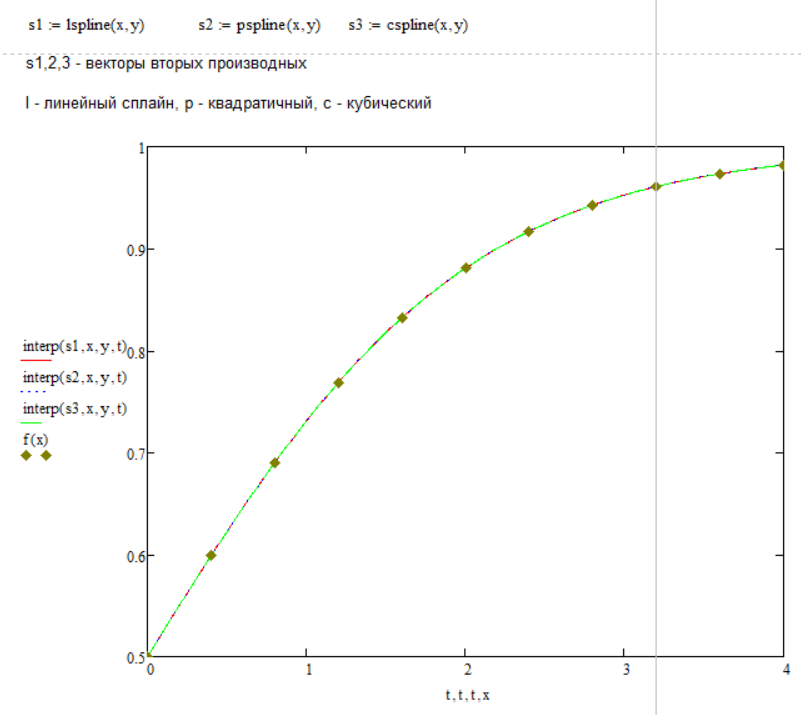 s1 := lspline(x,y) s2 := pspline(x,y) s3 := cspline(x,y)
s1,2,3 - векторы вторых производных
l - линейный сплайн, p - квадратичный, c - кубический
1
0.9
interp(s1,x,y,t) 0.8
interp(s2,x,y,t)
interp(s3,x,y,t)
f(x)
0.7
0.6
0.5
0 1 2 3 4
t,t,t,x